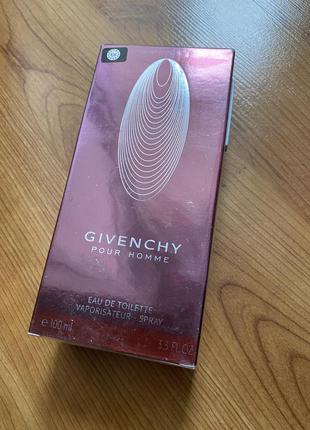 GIVENCHY
POUR HOMME
EAU DE TOILETTE
VAPORISATEUR - SPRAY
e 100 ml
3.3 FL.OZ